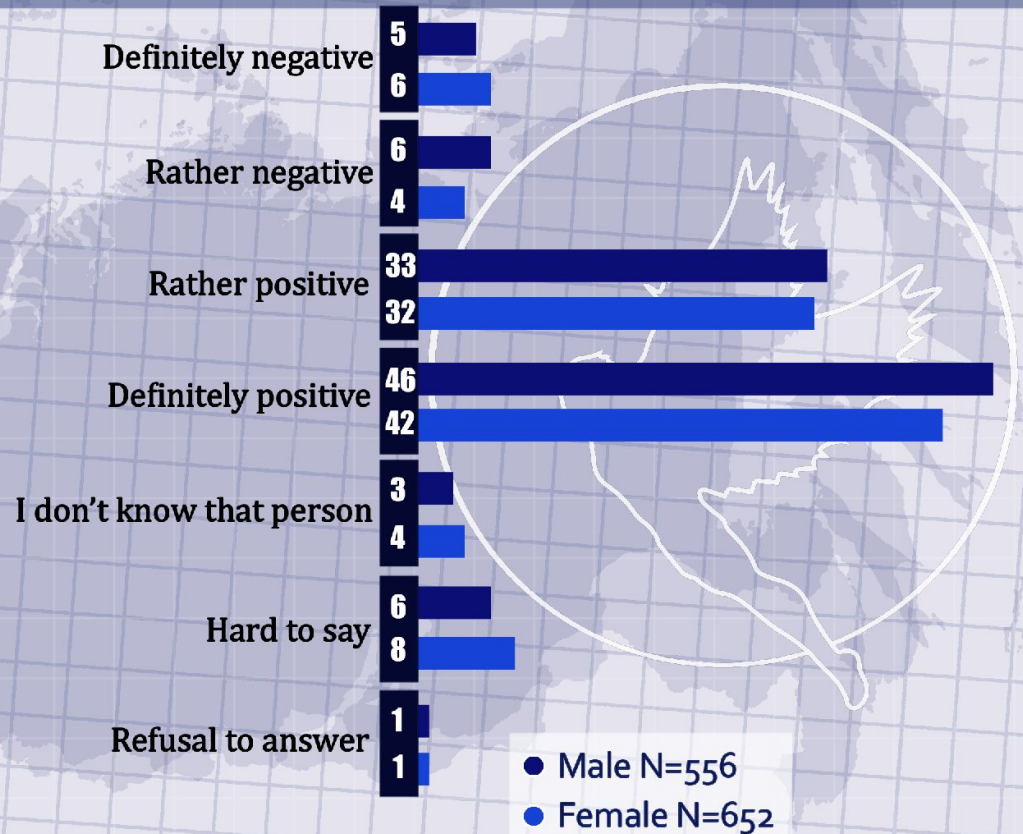 Definitely negative
5
6
Rather negative
6
4
Rather positive
33
32
Definitely positive
46
42
I don't know that person
3
4
Hard to say
6
8
Refusal to answer
1
1
Male N=556
Female N=652